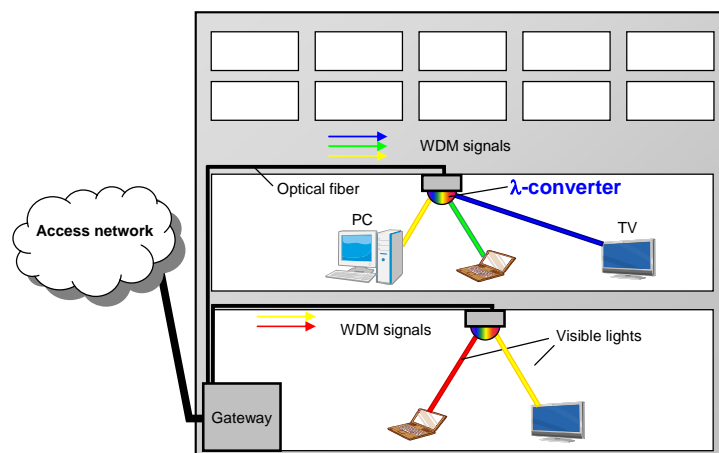 WDM signals
Optical fiber
λ-converter
PC
TV
Access network
WDM signals
Visible lights
Gateway